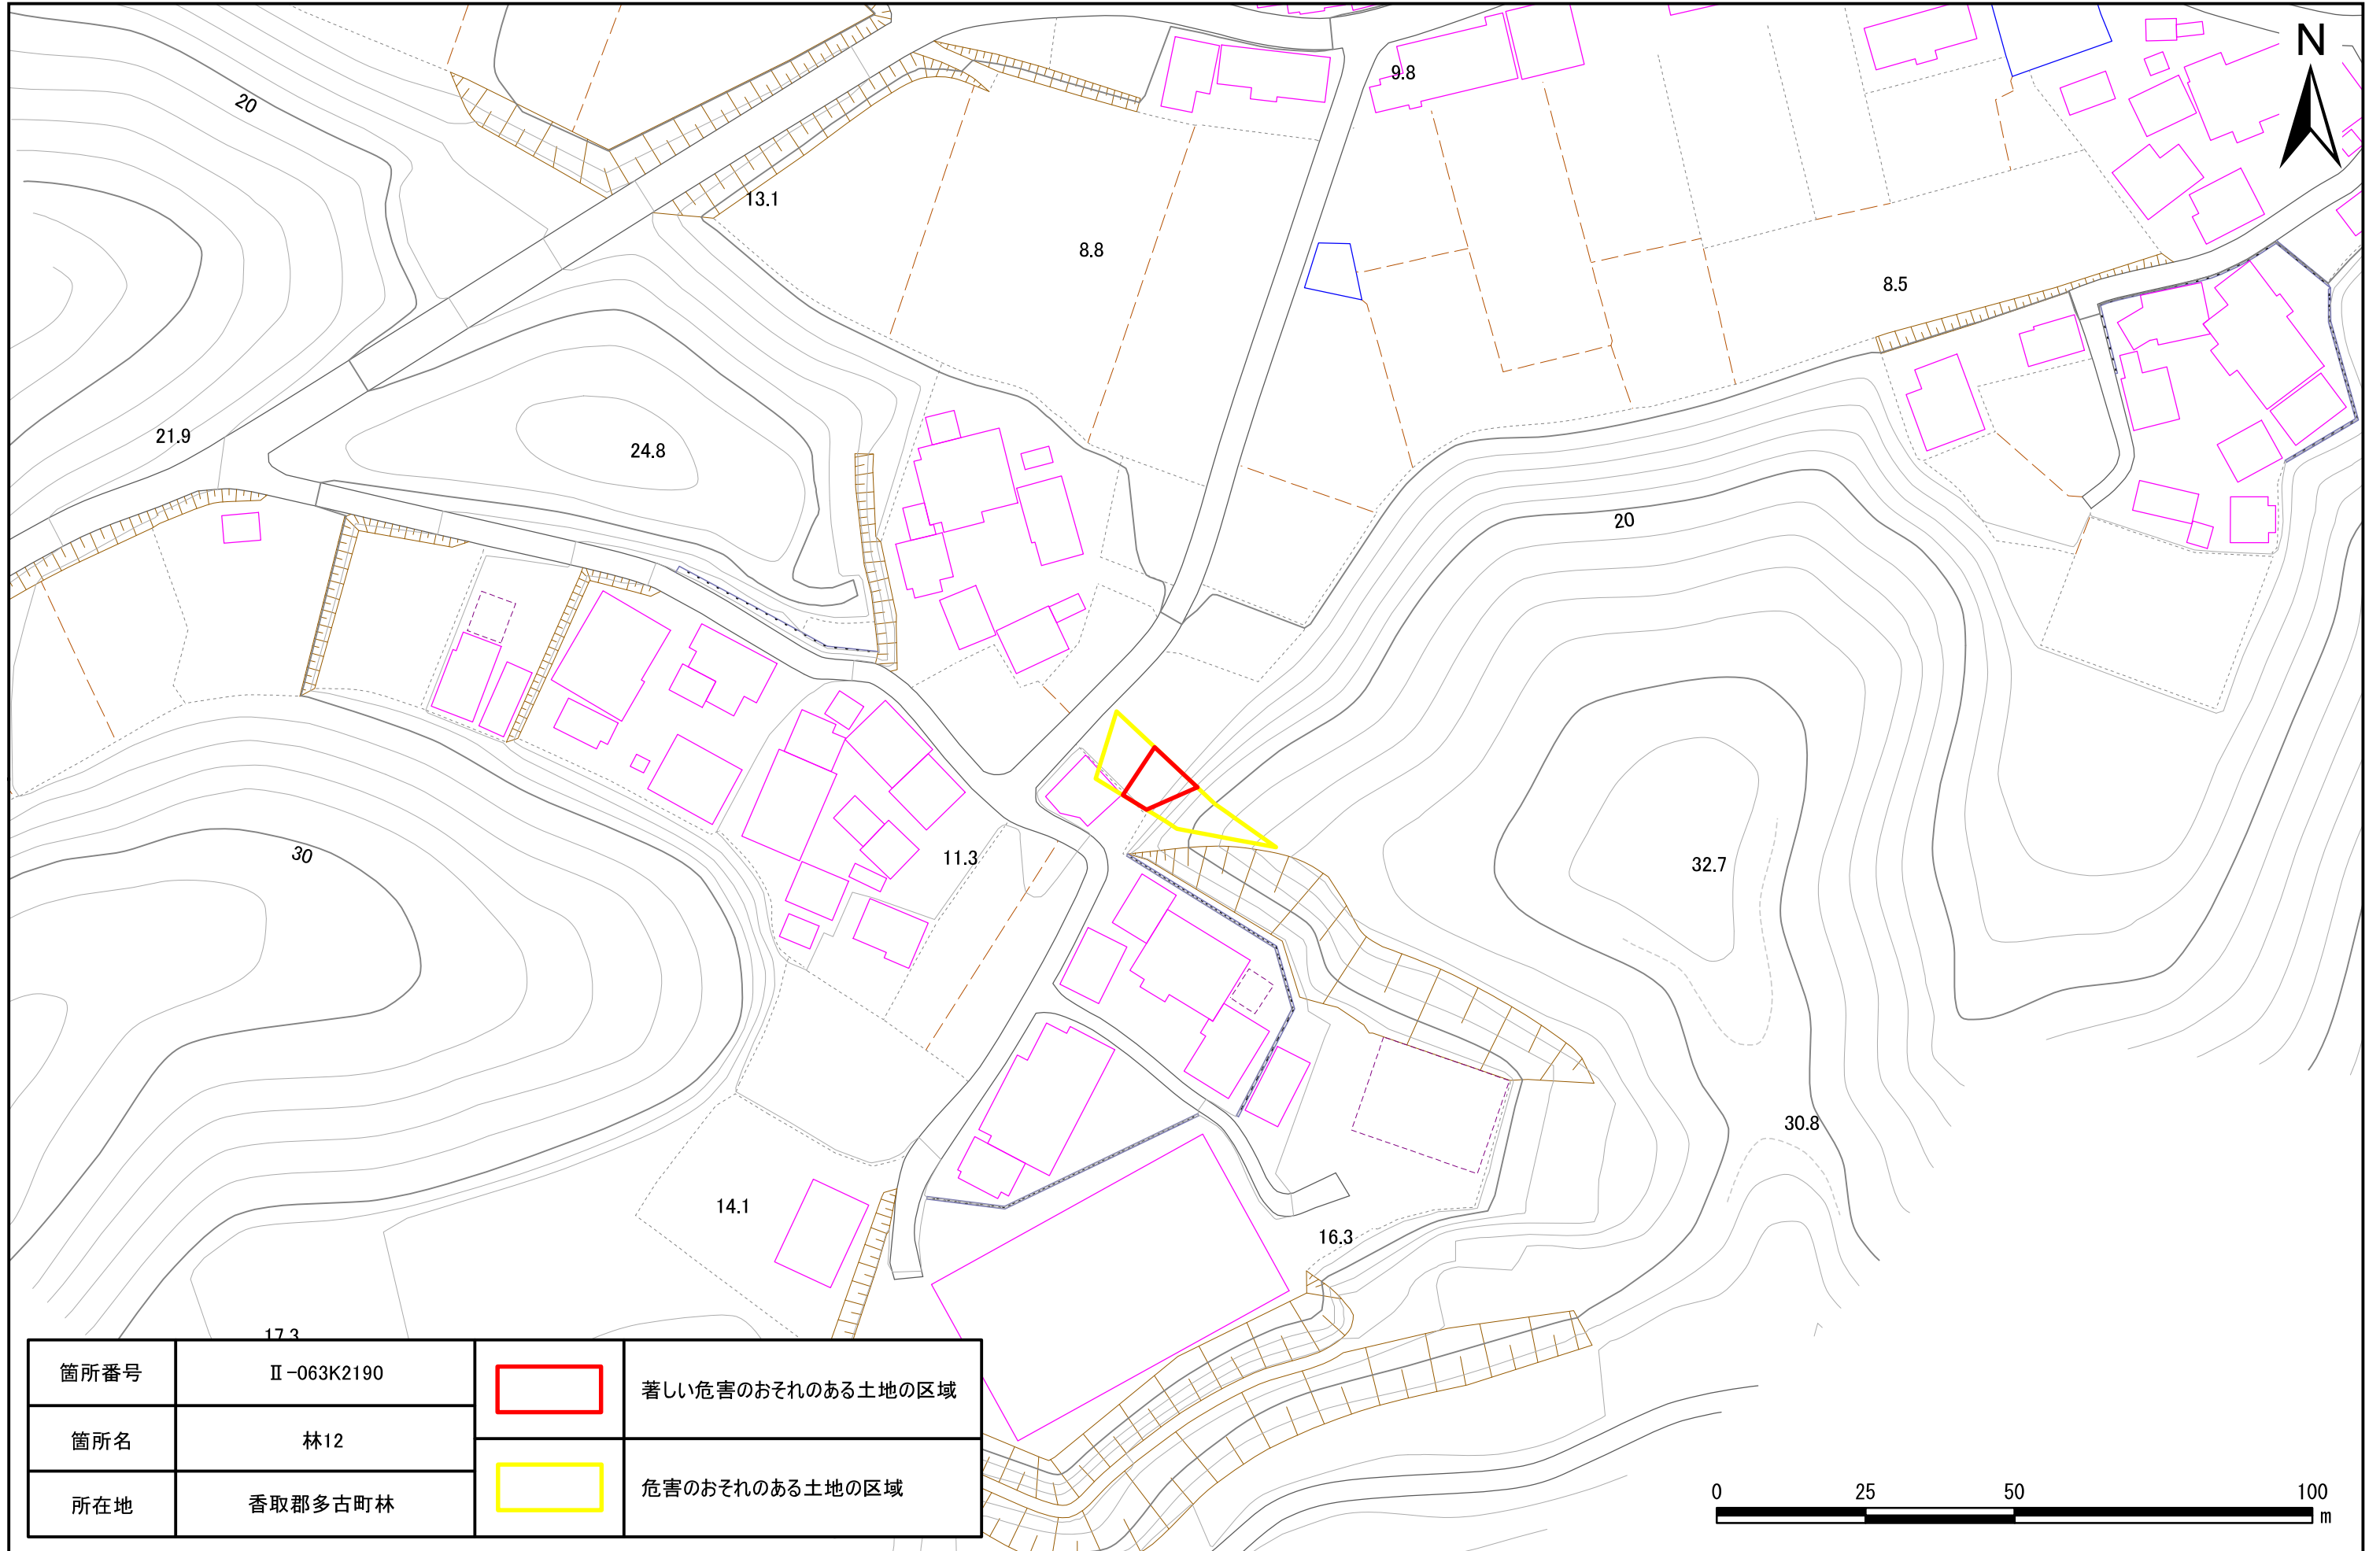 N
9.8
20
13.1
8.8
8.5
21.9
24.8
20
30
11.3
32.7
30.8
14.1
16.3
17.3
箇所番号 Ⅱ-063K2190
箇所名 林12
所在地 香取郡多古町林
著しい危害のおそれのある土地の区域
危害のおそれのある土地の区域
0 25 50 100
m